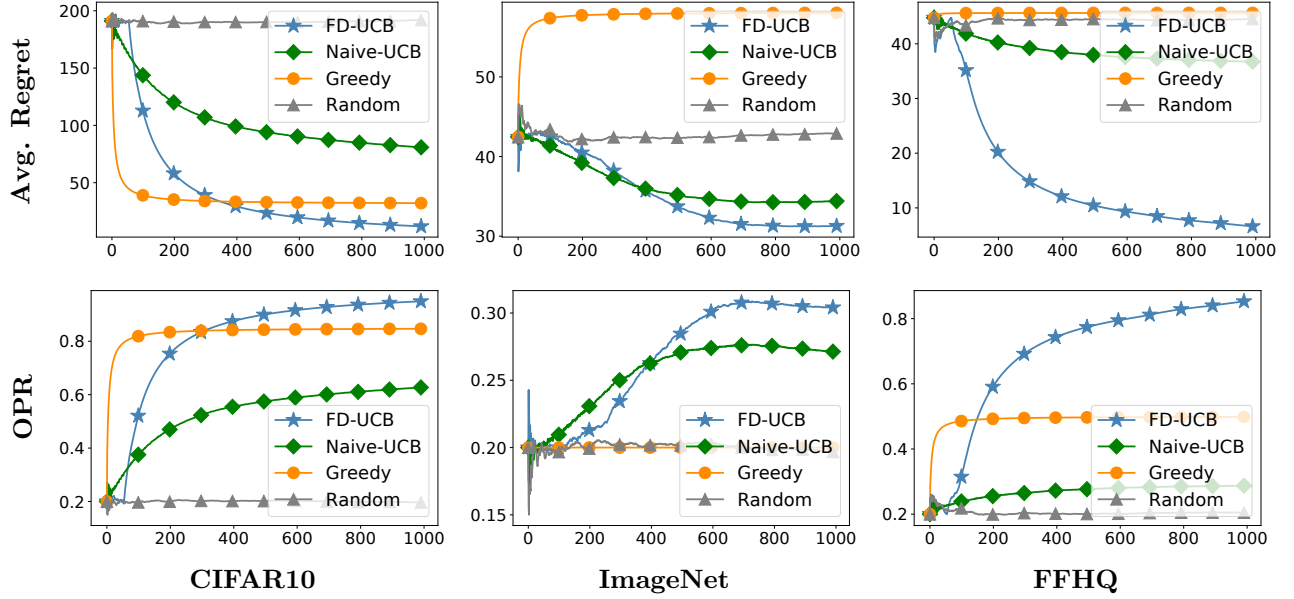 Avg. Regret
200
150
100
50
0 200 400 600 800 1000
FD-UCB
Naive-UCB
Greedy
Random
50
40
30
0 200 400 600 800 1000
FD-UCB
Naive-UCB
Greedy
Random
40
30
20
10
0 200 400 600 800 1000
FD-UCB
Naive-UCB
Greedy
Random
OPR
0.8
0.6
0.4
0.2
0 200 400 600 800 1000
FD-UCB
Naive-UCB
Greedy
Random
0.30
0.25
0.20
0.15
0 200 400 600 800 1000
FD-UCB
Naive-UCB
Greedy
Random
0.8
0.6
0.4
0.2
0 200 400 600 800 1000
FD-UCB
Naive-UCB
Greedy
Random
CIFAR10 ImageNet FFHQ